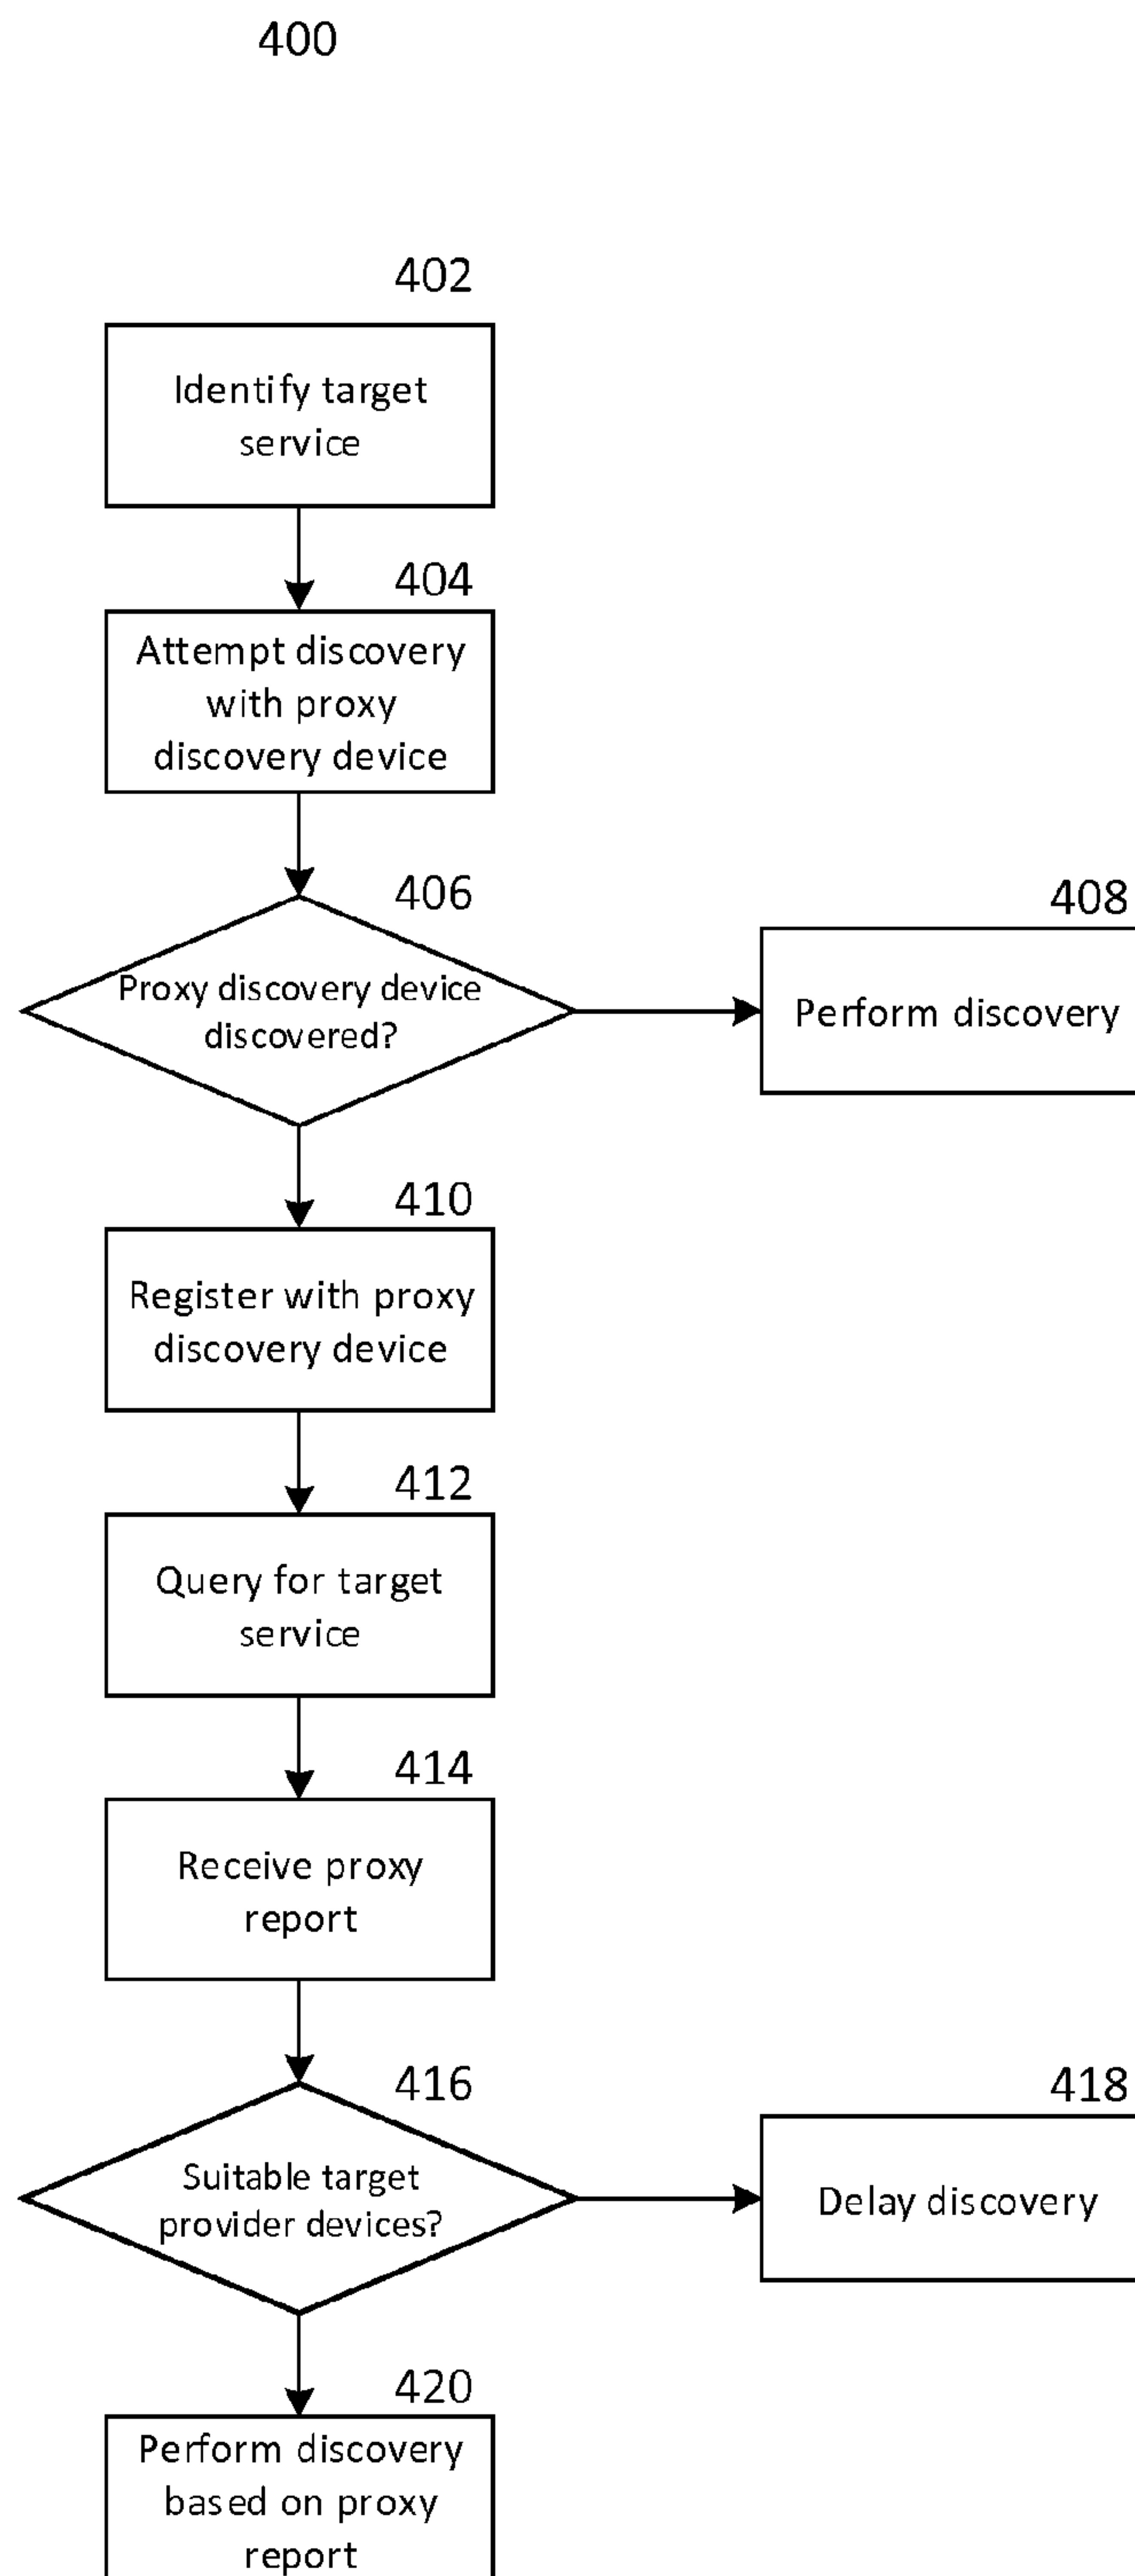 400
402
Identify target
service
404
Attempt discovery
with proxy
discovery device
406
Proxy discovery device
discovered?
408
Perform discovery
410
Register with proxy
discovery device
412
Query for target
service
414
Receive proxy
report
416
Suitable target
provider devices?
418
Delay discovery
420
Perform discovery
based on proxy
report